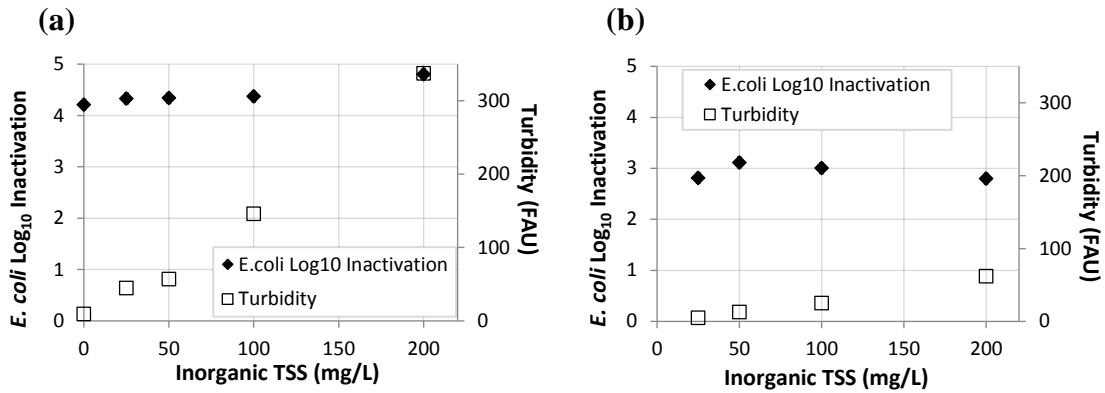 (a)
5
4
3
2
1
0
E. coli Log10 Inactivation
300
200
100
0
Turbidity (FAU)
E.coli Log10 Inactivation
Turbidity
0 50 100 150 200
Inorganic TSS (mg/L)
(b)
5
4
3
2
1
0
E. coli Log10 Inactivation
300
200
100
0
Turbidity (FAU)
E.coli Log10 Inactivation
Turbidity
0 50 100 150 200
Inorganic TSS (mg/L)